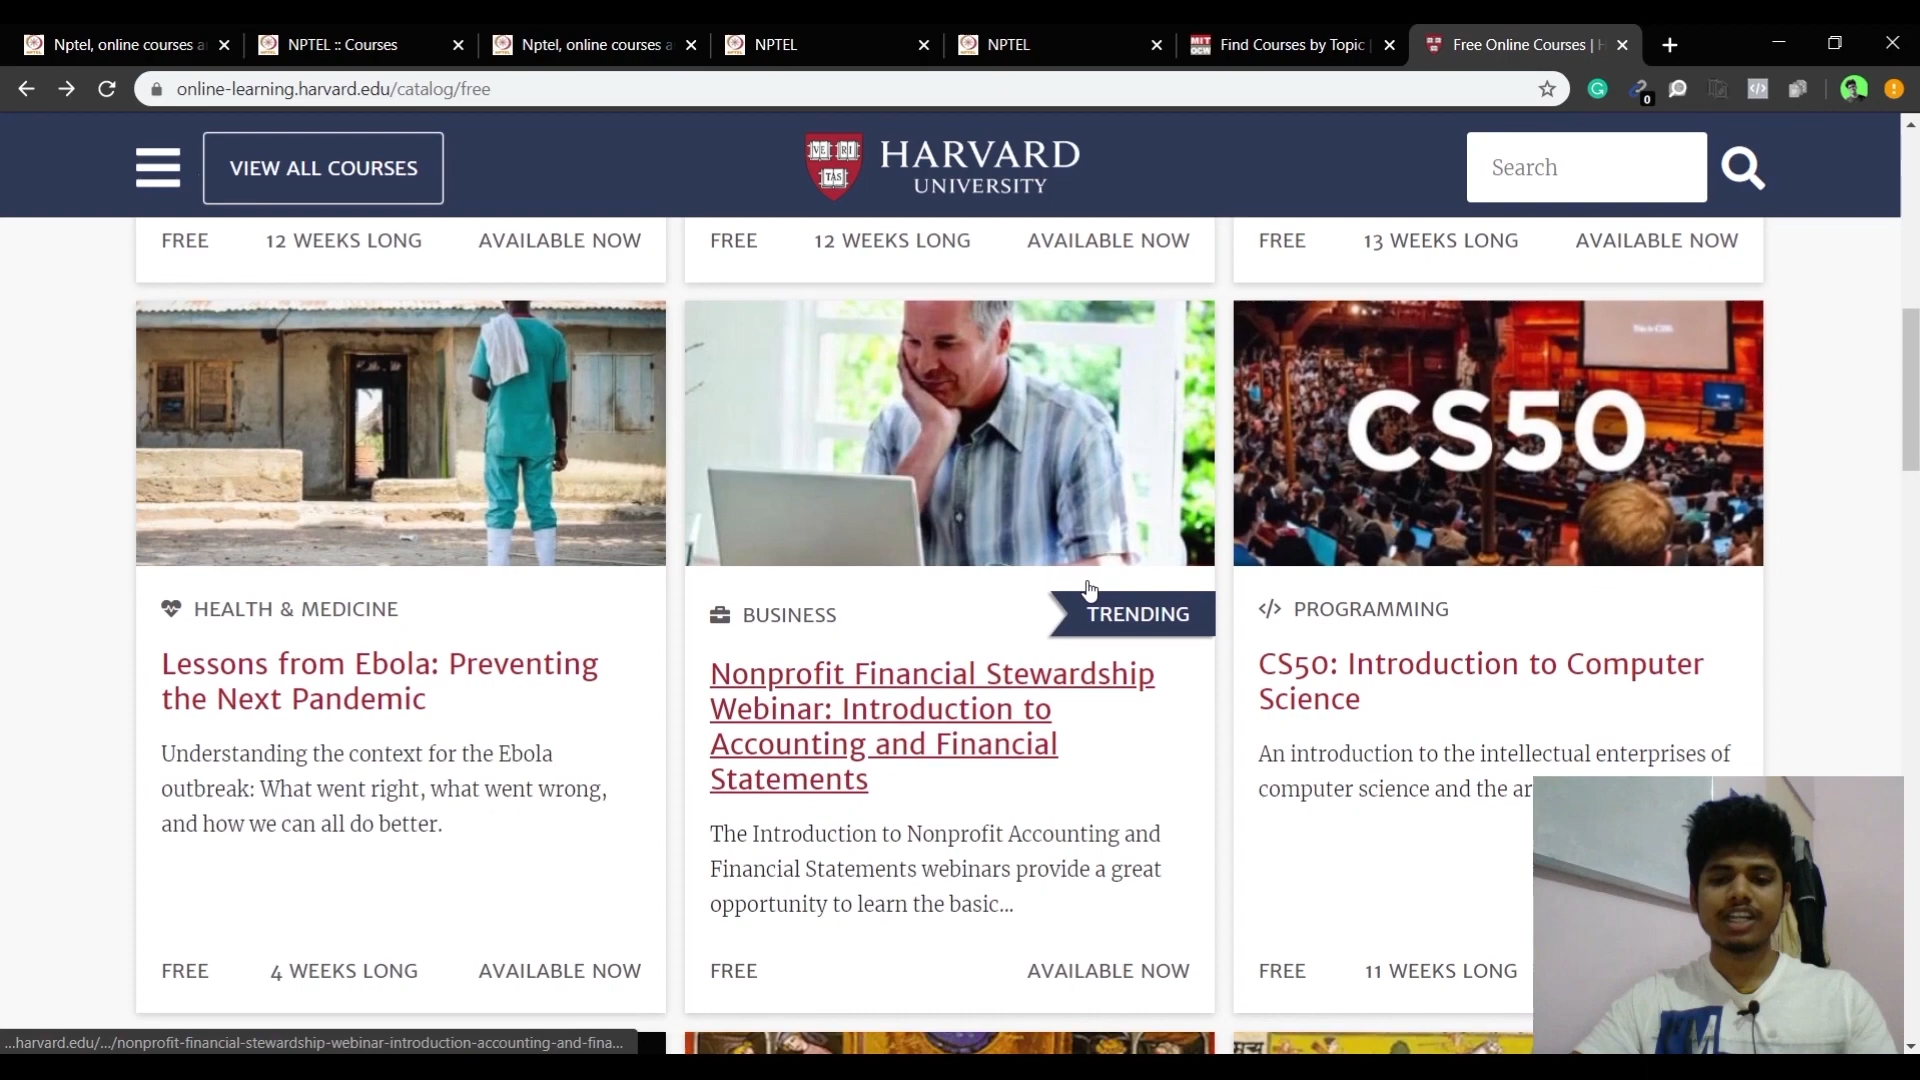 Nptel, online courses a
NPTEL :: Courses
Nptel, online courses a
NPTEL
NPTEL
Find Courses by Topic
Free Online Courses | H
online-learning.harvard.edu/catalog/free
0
VIEW ALL COURSES
VE RI TAS
HARVARD
UNIVERSITY
Search
FREE 12 WEEKS LONG AVAILABLE NOW
FREE 12 WEEKS LONG AVAILABLE NOW
FREE 13 WEEKS LONG AVAILABLE NOW
HEALTH & MEDICINE
Lessons from Ebola: Preventing
the Next Pandemic
Understanding the context for the Ebola
outbreak: What went right, what went wrong,
and how we can all do better.
FREE 4 WEEKS LONG AVAILABLE NOW
BUSINESS
TRENDING
Nonprofit Financial Stewardship
Webinar: Introduction to
Accounting and Financial
Statements
The Introduction to Nonprofit Accounting and
Financial Statements webinars provide a great
opportunity to learn the basic...
FREE AVAILABLE NOW
This is CS50
CS50
</> PROGRAMMING
CS50: Introduction to Computer
Science
An introduction to the intellectual enterprises of
computer science and the ar
FREE 11 WEEKS LONG
...harvard.edu/.../nonprofit-financial-stewardship-webinar-introduction-accounting-and-fina...